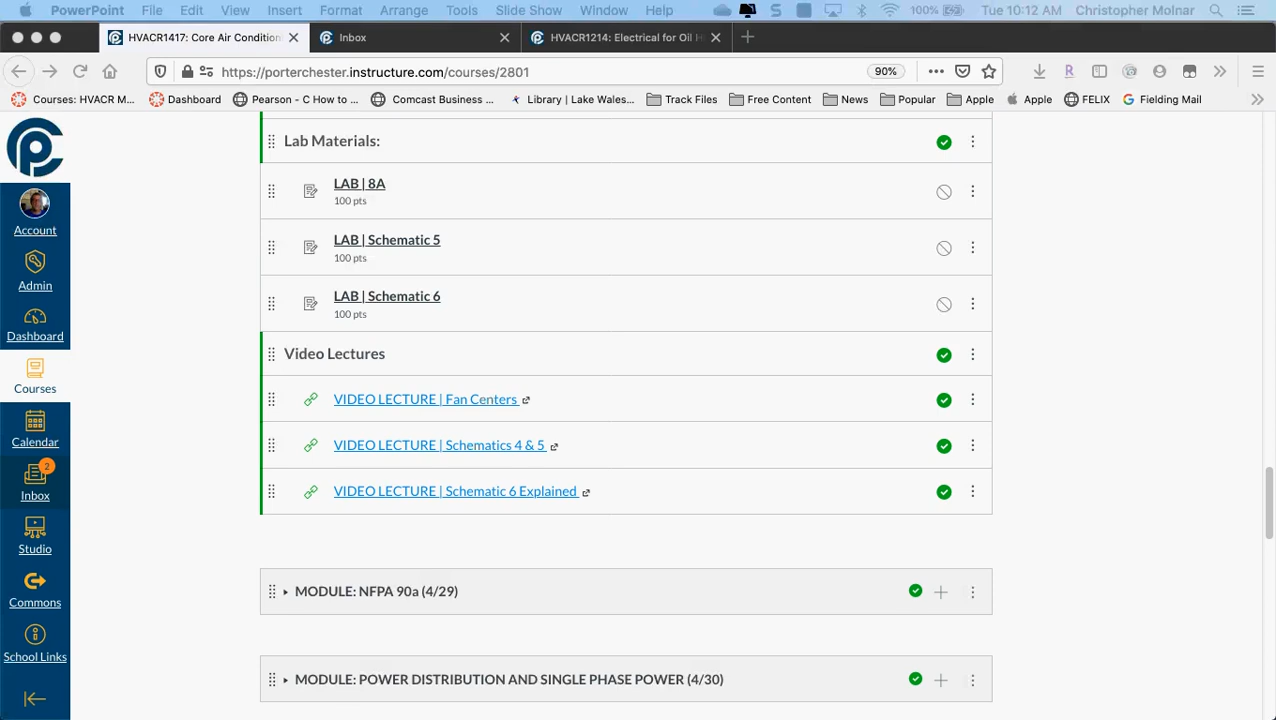 PowerPoint File Edit View Insert Format Arrange Tools Slide Show Window Help 100% Tue 10:12 AM Christopher Molnar
HVACR1417: Core Air Condition Inbox HVACR1214: Electrical for Oil H
https://porterchester.instructure.com/courses/2801 90%
Courses: HVACR M... Dashboard Pearson - C How to ... Comcast Business ... Library | Lake Wales... Track Files Free Content News Popular Apple Apple FELIX Fielding Mail
Lab Materials:
LAB | 8A
100 pts
LAB | Schematic 5
100 pts
LAB | Schematic 6
100 pts
Video Lectures
VIDEO LECTURE | Fan Centers
VIDEO LECTURE | Schematics 4 & 5
VIDEO LECTURE | Schematic 6 Explained
MODULE: NFPA 90a (4/29)
MODULE: POWER DISTRIBUTION AND SINGLE PHASE POWER (4/30)
Account
Admin
Dashboard
Courses
Calendar
2
Inbox
Studio
Commons
School Links